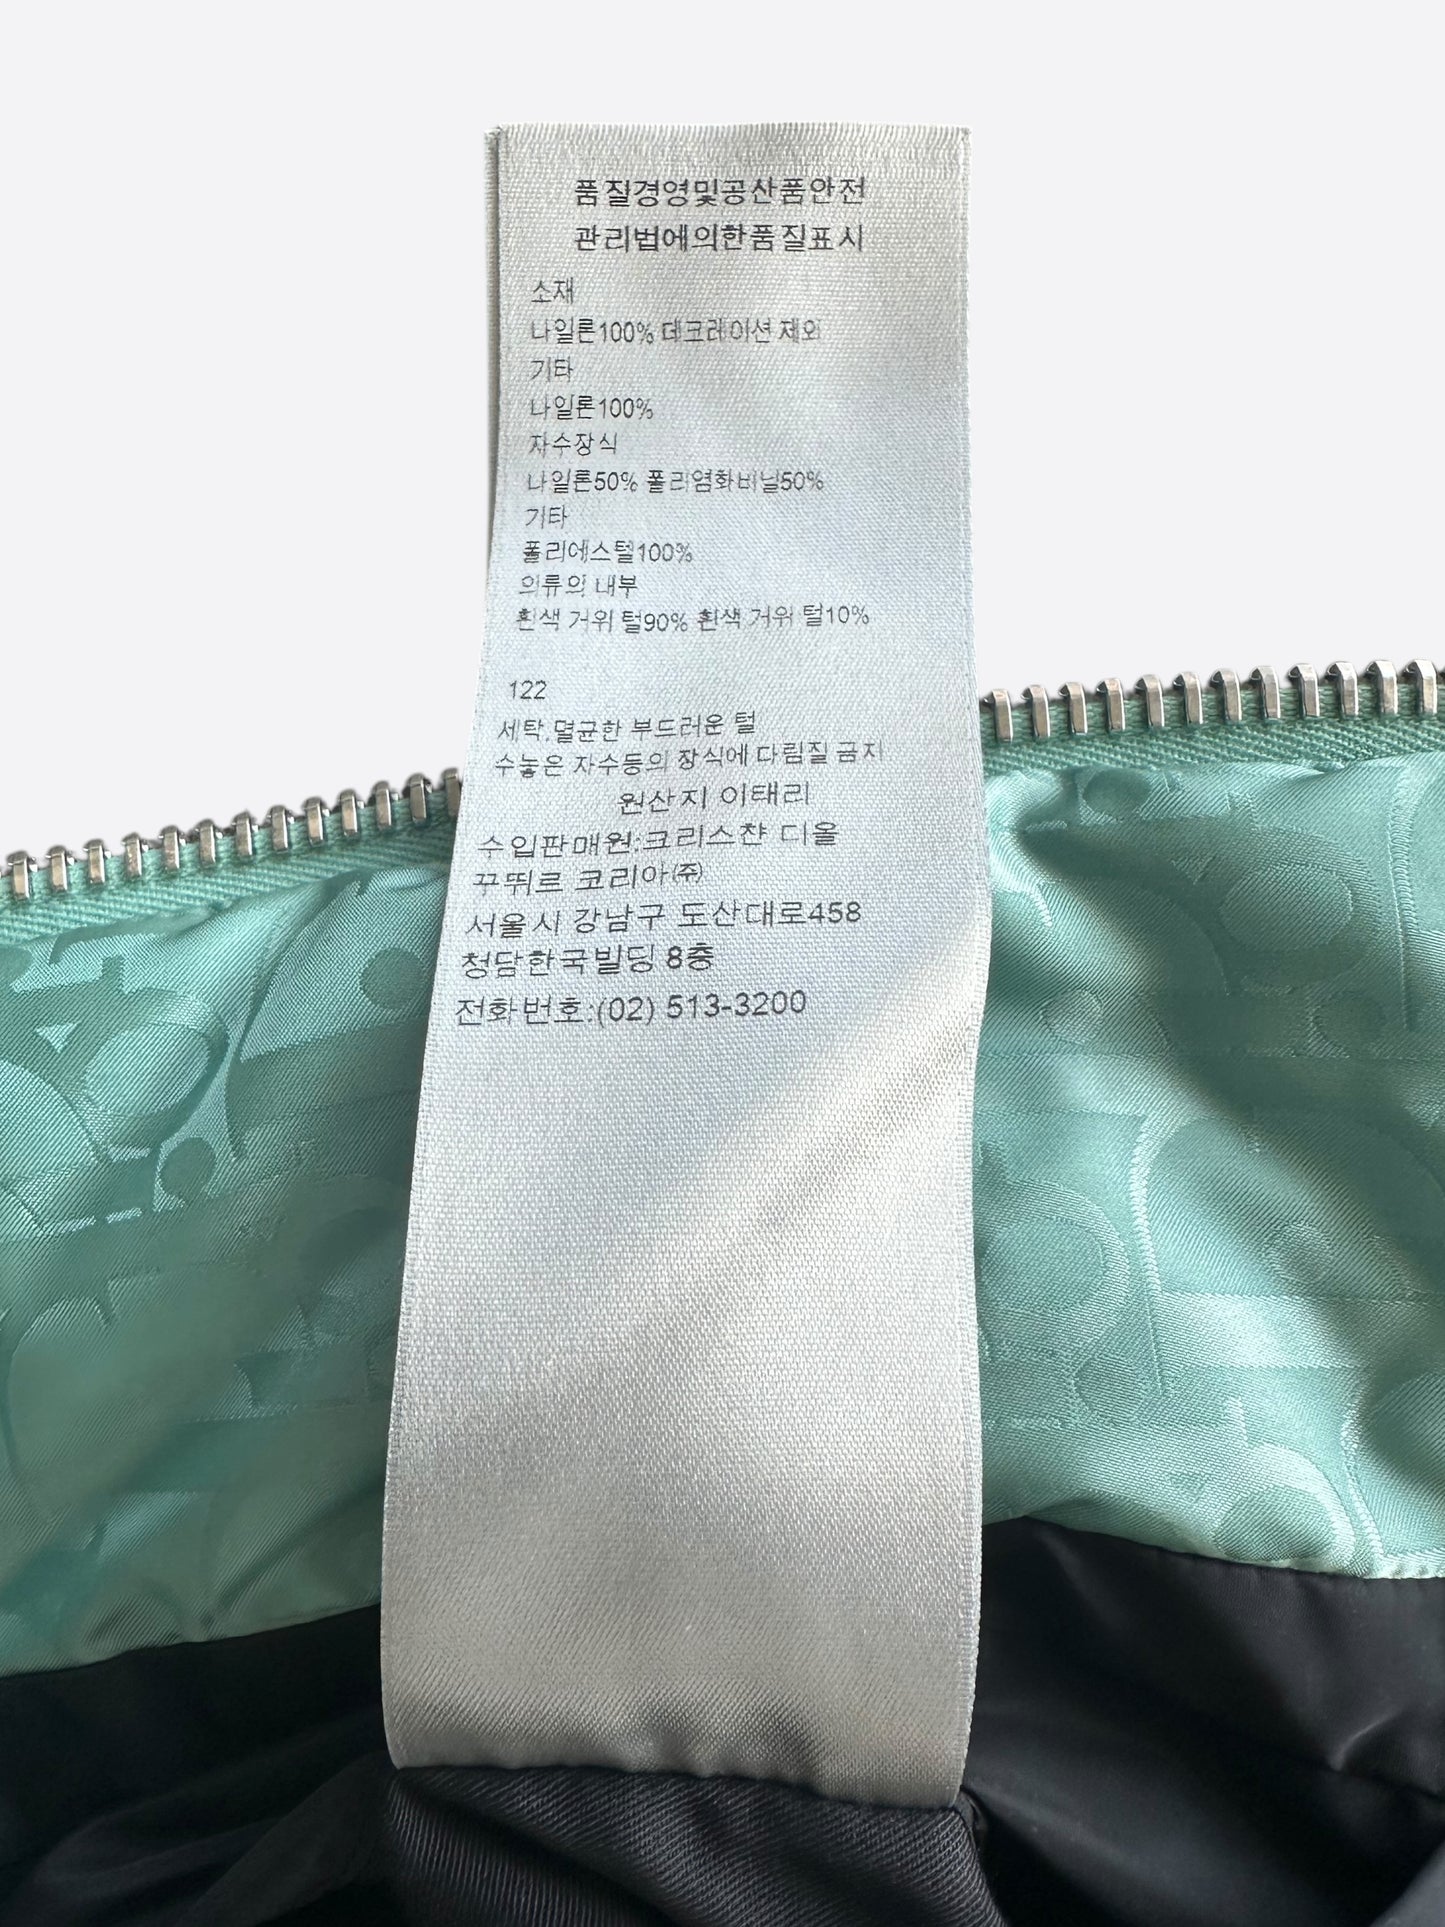 품질경영및공산품안전
관리법에의한품질표시
소재
나일론100% 데크레이션 제외
기타
나일론100%
자수장식
나일론50% 폴리염화비닐50%
기타
폴리에스텔100%
의류의 내부
흰색 거위 털90% 흰색 거위 털10%
122
세탁,멸균한 부드러운 털
수놓은 자수등의 장식에 다림질 금지
원산지 이태리
수입판매원:크리스챤 디올
꾸뛰르 코리아㈜
서울시 강남구 도산대로458
청담한국빌딩 8층
전화번호:(02) 513-3200